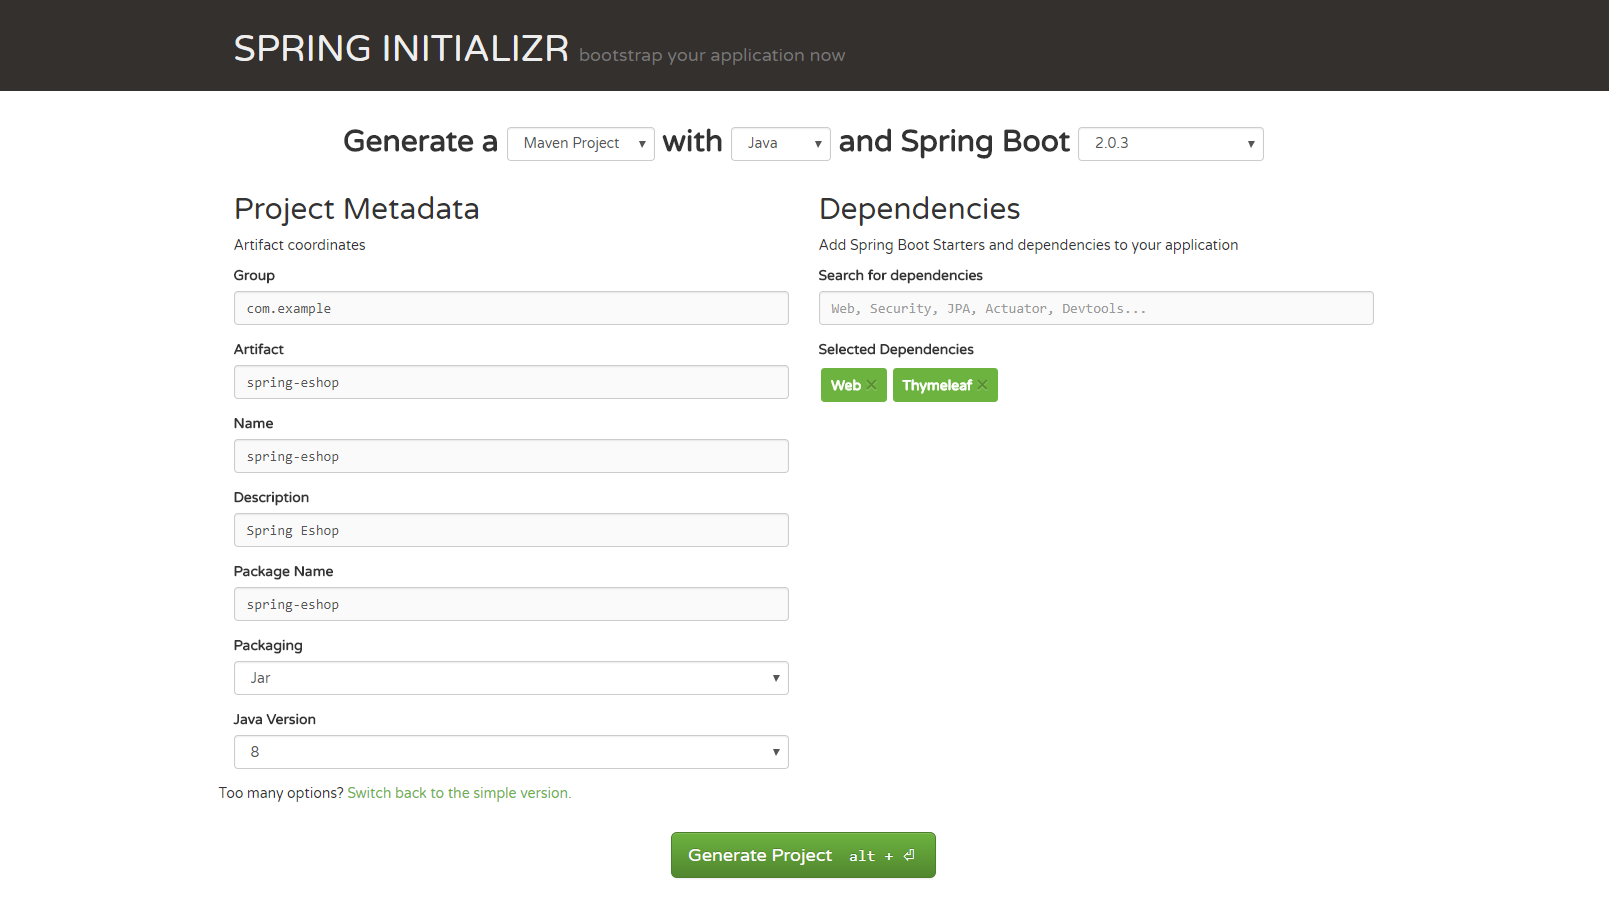 SPRING INITIALIZR bootstrap your application now
Generate a Maven Project with Java and Spring Boot 2.0.3
Project Metadata
Artifact coordinates
Group
com.example
Artifact
spring-eshop
Name
spring-eshop
Description
Spring Eshop
Package Name
spring-eshop
Packaging
Jar
Java Version
8
Too many options? Switch back to the simple version.
Dependencies
Add Spring Boot Starters and dependencies to your application
Search for dependencies
Web, Security, JPA, Actuator, Devtools...
Selected Dependencies
Web × Thymeleaf ×
Generate Project alt + ⏎